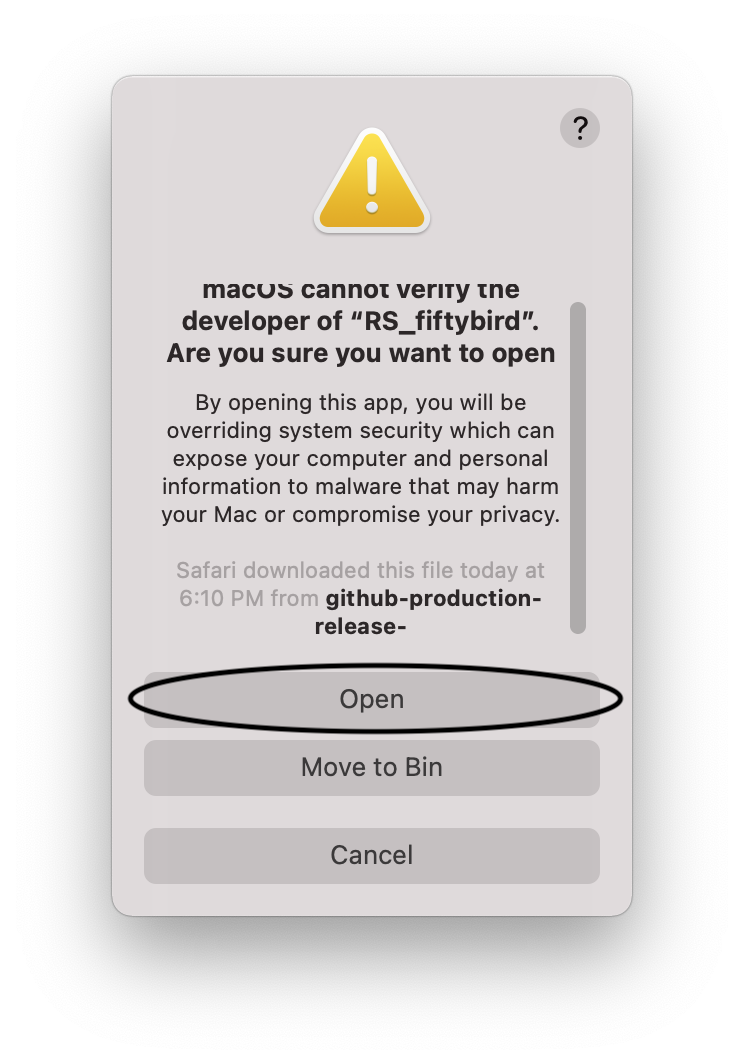 ?
macOS cannot verify the
developer of “RS_fiftybird”.
Are you sure you want to open
By opening this app, you will be
overriding system security which can
expose your computer and personal
information to malware that may harm
your Mac or compromise your privacy.
Safari downloaded this file today at
6:10 PM from github-production-
release-
Open
Move to Bin
Cancel